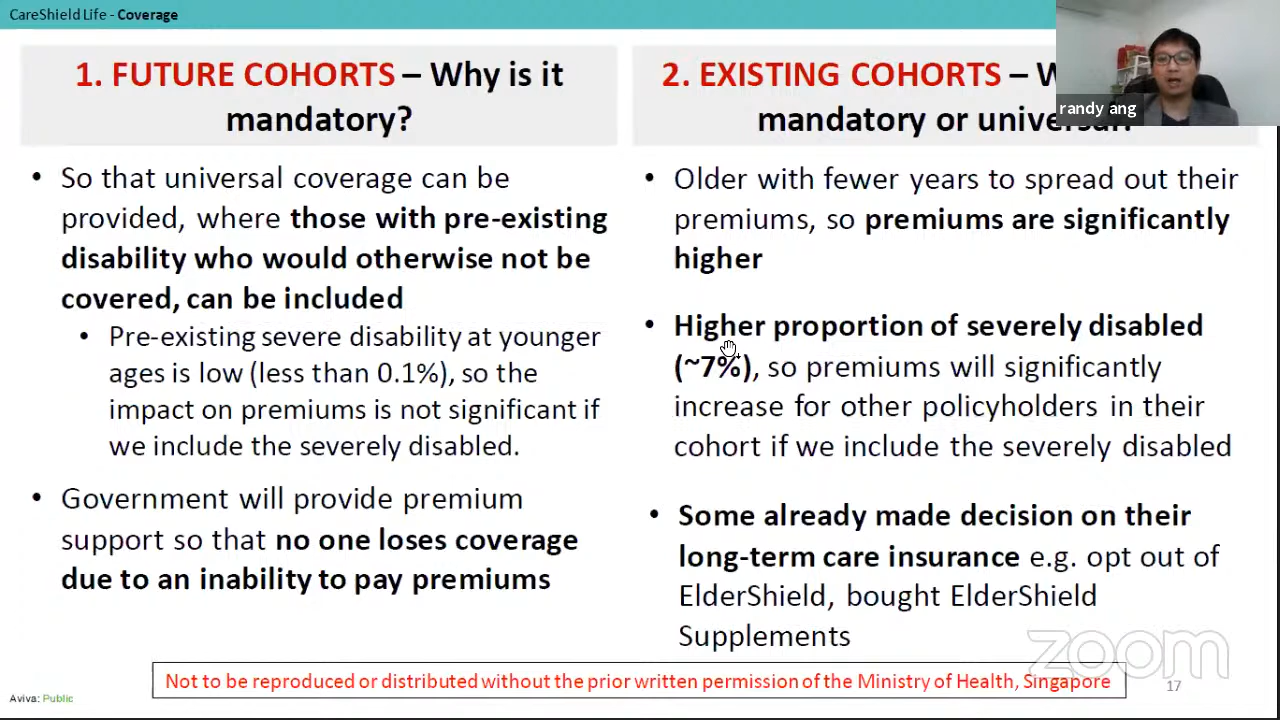 CareShield Life - Coverage
1. FUTURE COHORTS – Why is it
mandatory?
• So that universal coverage can be
provided, where those with pre-existing
disability who would otherwise not be
covered, can be included
• Pre-existing severe disability at younger
ages is low (less than 0.1%), so the
impact on premiums is not significant if
we include the severely disabled.
• Government will provide premium
support so that no one loses coverage
due to an inability to pay premiums
2. EXISTING COHORTS –
mandatory or
randy ang
• Older with fewer years to spread out their
premiums, so premiums are significantly
higher
• Higher proportion of severely disabled
(~7%), so premiums will significantly
increase for other policyholders in their
cohort if we include the severely disabled
• Some already made decision on their
long-term care insurance e.g. opt out of
ElderShield, bought ElderShield
Supplements
zoom
Not to be reproduced or distributed without the prior written permission of the Ministry of Health, Singapore
17
Aviva: Public